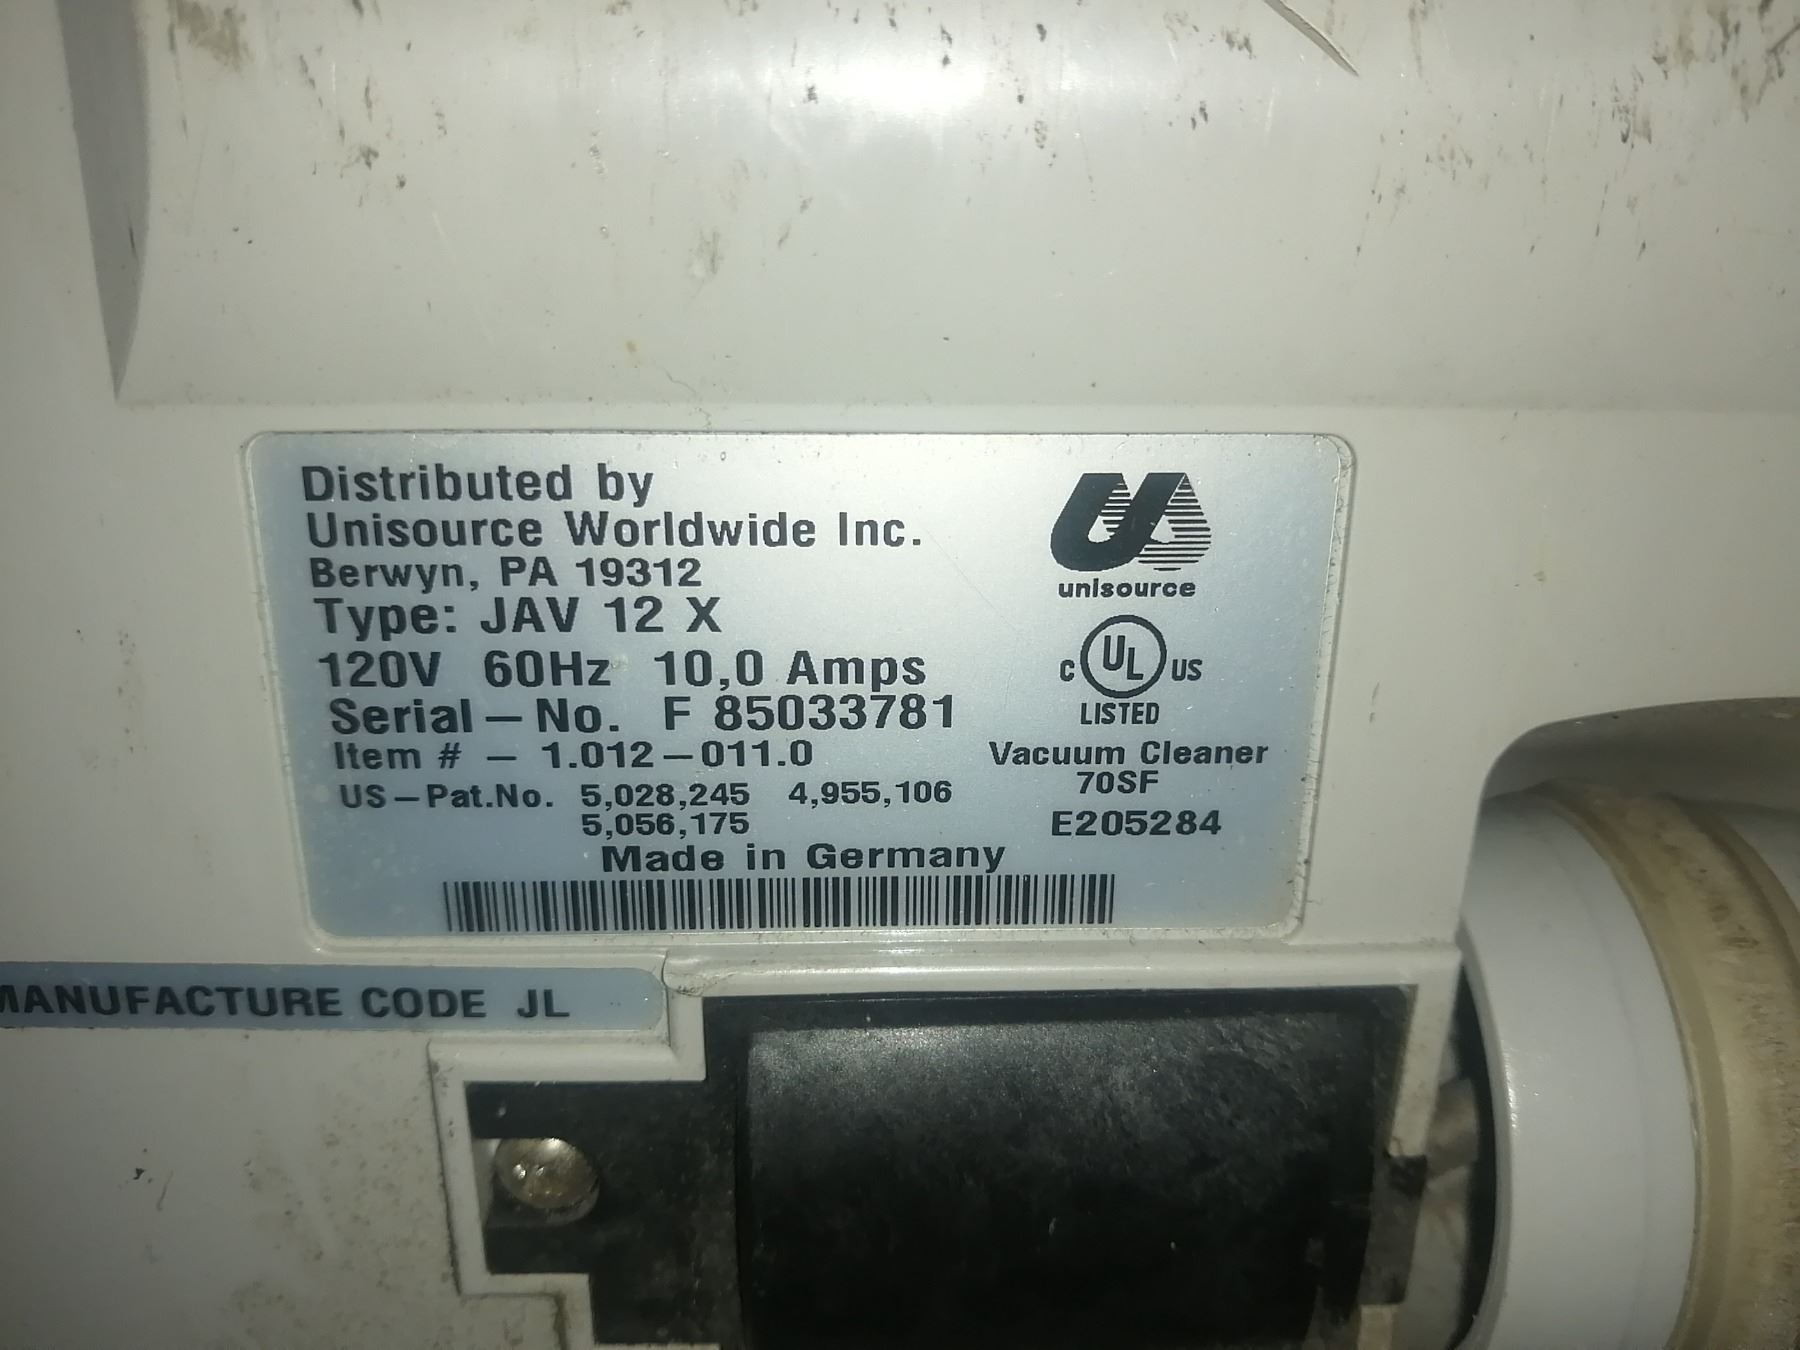 Distributed by
Unisource Worldwide Inc.
Berwyn, PA 19312
Type: JAV 12 X
120V 60Hz 10,0 Amps
Serial – No. F 85033781
Item # – 1.012–011.0
US–Pat.No. 5,028,245 4,955,106
5,056,175
Made in Germany
unisource
C UL US
LISTED
Vacuum Cleaner
70SF
E205284
MANUFACTURE CODE JL